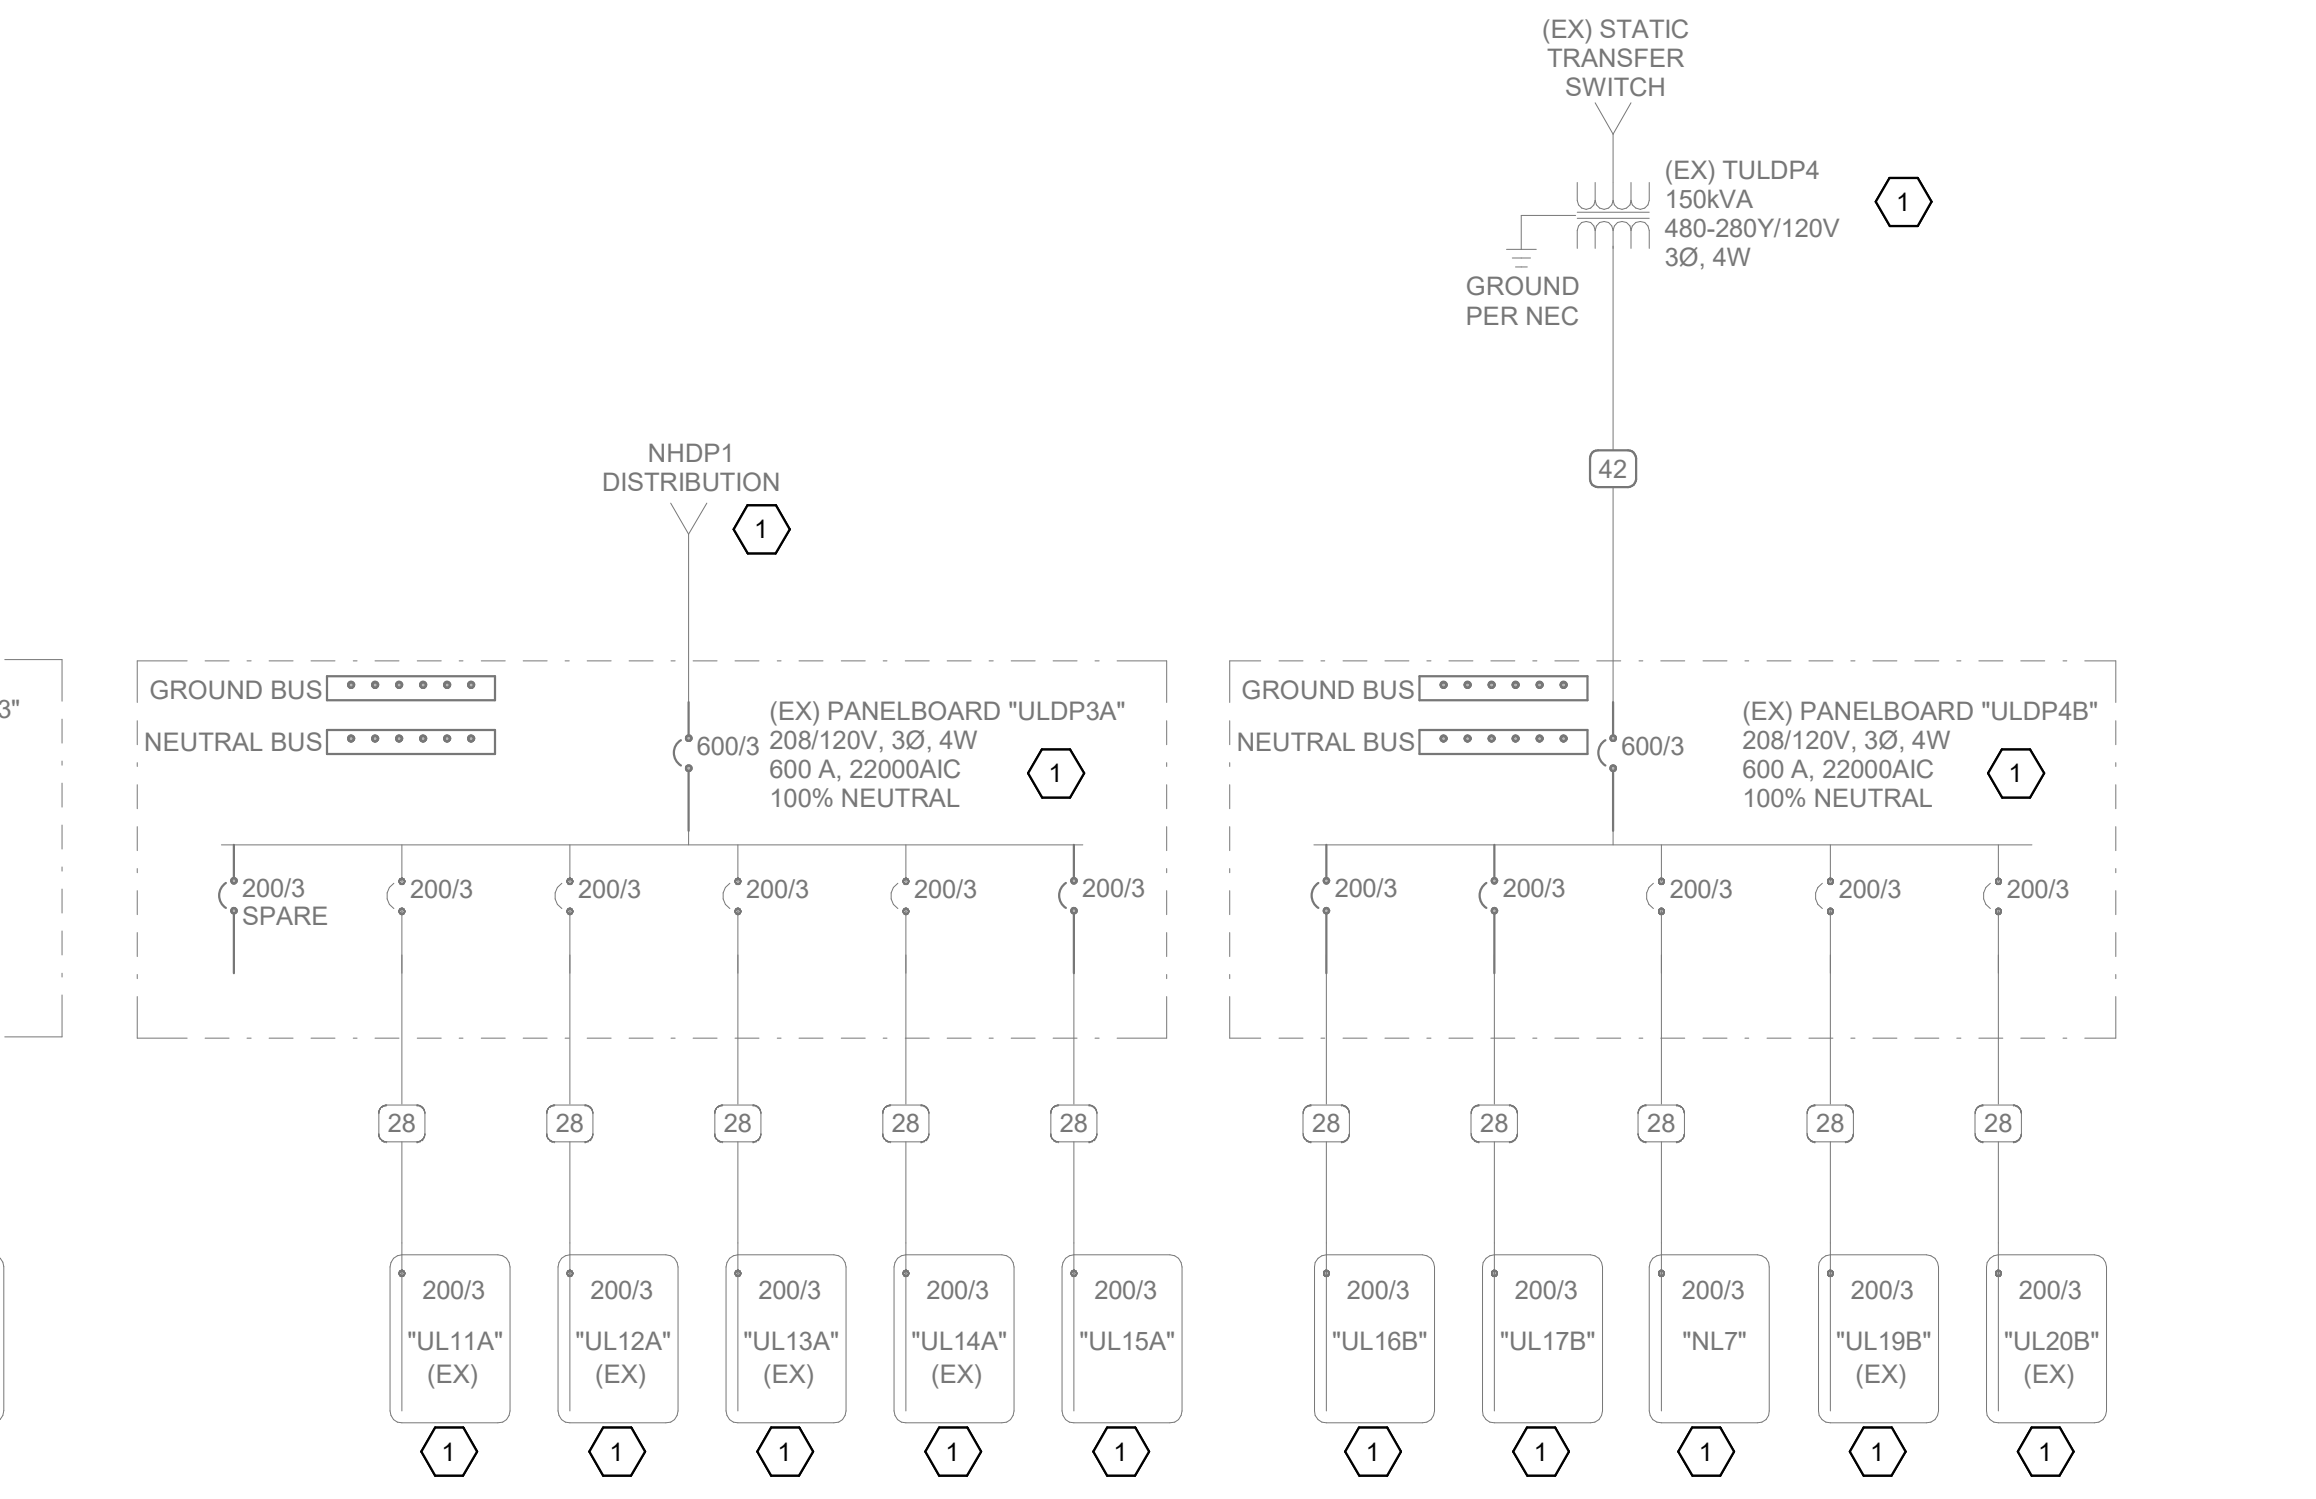 (EX) STATIC
TRANSFER
SWITCH
(EX) TULDP4
150kVA
480-280Y/120V
3Ø, 4W
1
GROUND
PER NEC
42
NHDP1
DISTRIBUTION
1
3"
GROUND BUS
NEUTRAL BUS
600/3
(EX) PANELBOARD "ULDP3A"
208/120V, 3Ø, 4W
600 A, 22000AIC
100% NEUTRAL
1
200/3
SPARE
200/3
200/3
200/3
200/3
200/3
GROUND BUS
NEUTRAL BUS
600/3
(EX) PANELBOARD "ULDP4B"
208/120V, 3Ø, 4W
600 A, 22000AIC
100% NEUTRAL
1
200/3
200/3
200/3
200/3
200/3
28
28
28
28
28
28
28
28
28
28
200/3
"UL11A"
(EX)
1
200/3
"UL12A"
(EX)
1
200/3
"UL13A"
(EX)
1
200/3
"UL14A"
(EX)
1
200/3
"UL15A"
1
200/3
"UL16B"
1
200/3
"UL17B"
1
200/3
"NL7"
1
200/3
"UL19B"
(EX)
1
200/3
"UL20B"
(EX)
1